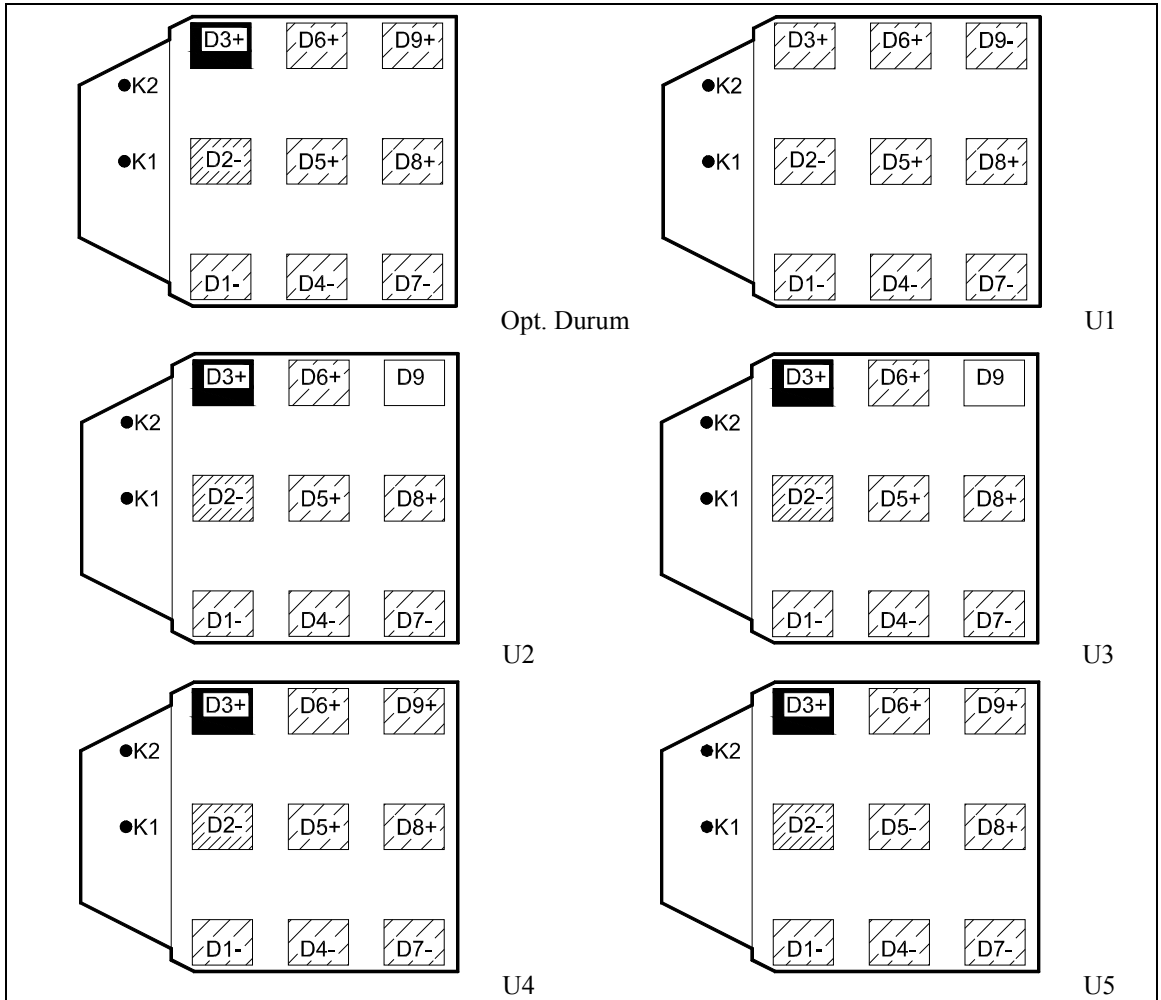 D3+ D6+ D9+
K2
D2- D5+ D8+
K1
D1- D4- D7-
Opt. Durum
D3+ D6+ D9-
K2
D2- D5+ D8+
K1
D1- D4- D7-
U1
D3+ D6+ D9
K2
D2- D5+ D8+
K1
D1- D4- D7-
U2
D3+ D6+ D9
K2
D2- D5+ D8+
K1
D1- D4- D7-
U3
D3+ D6+ D9+
K2
D2- D5+ D8+
K1
D1- D4- D7-
U4
D3+ D6+ D9+
K2
D2- D5- D8+
K1
D1- D4- D7-
U5